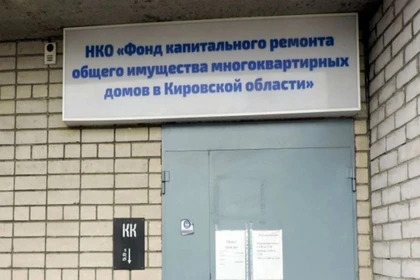 НКО «Фонд капитального ремонта
общего имущества многоквартирных
домов в Кировской области»
КК